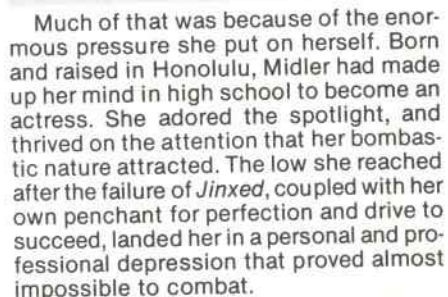 Much of that was because of the enor-
mous pressure she put on herself. Born
and raised in Honolulu, Midler had made
up her mind in high school to become an
actress. She adored the spotlight, and
thrived on the attention that her bombas-
tic nature attracted. The low she reached
after the failure of Jinxed, coupled with her
own penchant for perfection and drive to
succeed, landed her in a personal and pro-
fessional depression that proved almost
impossible to combat.